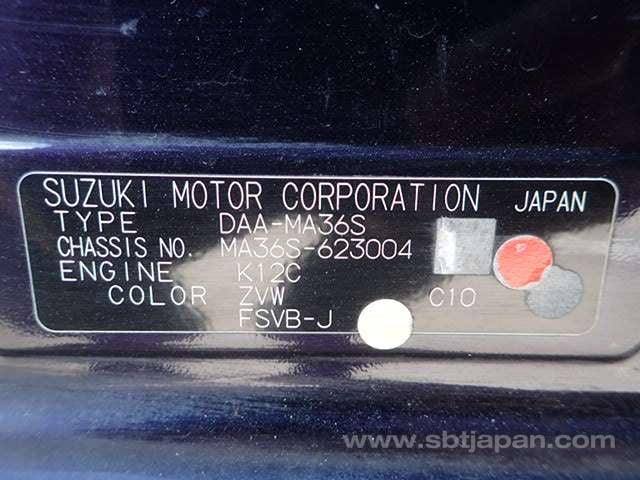 SUZUKI MOTOR CORPORATION JAPAN
TYPE DAA-MA36S
CHASSIS NO. MA36S-623004
ENGINE K12C
COLOR ZVW C10
FSVB-J
www.sbtjapan.com